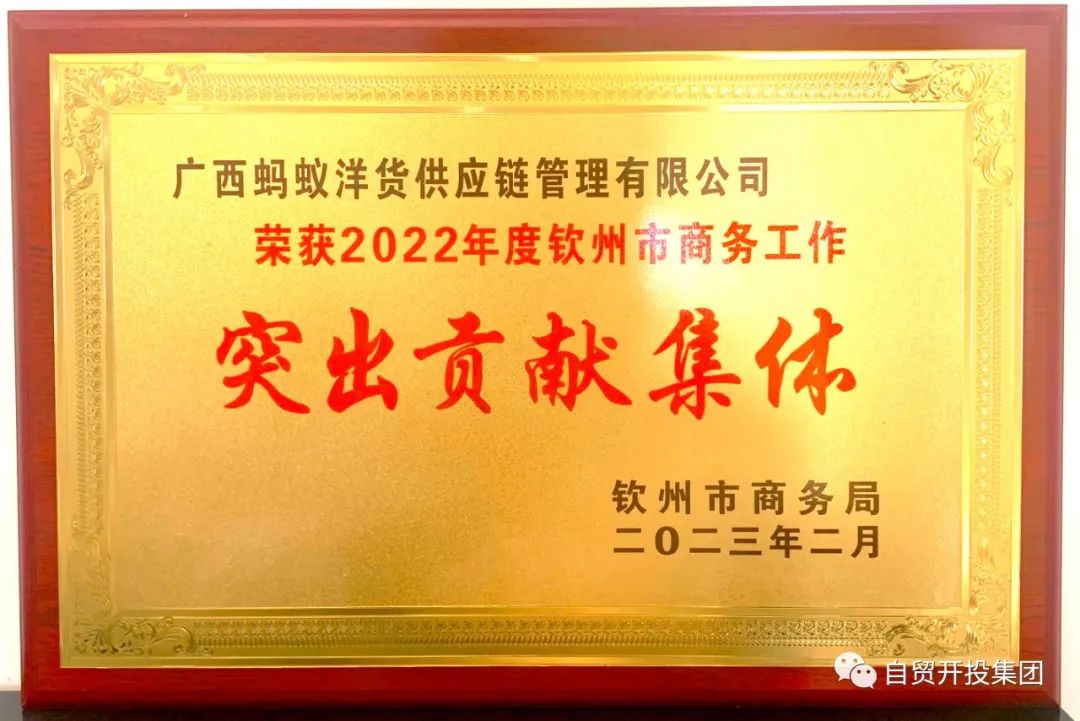 广西蚂蚁洋货供应链管理有限公司
荣获2022年度钦州市商务工作
突出贡献集体
钦州市商务局
二〇二三年二月
自贸开投集团